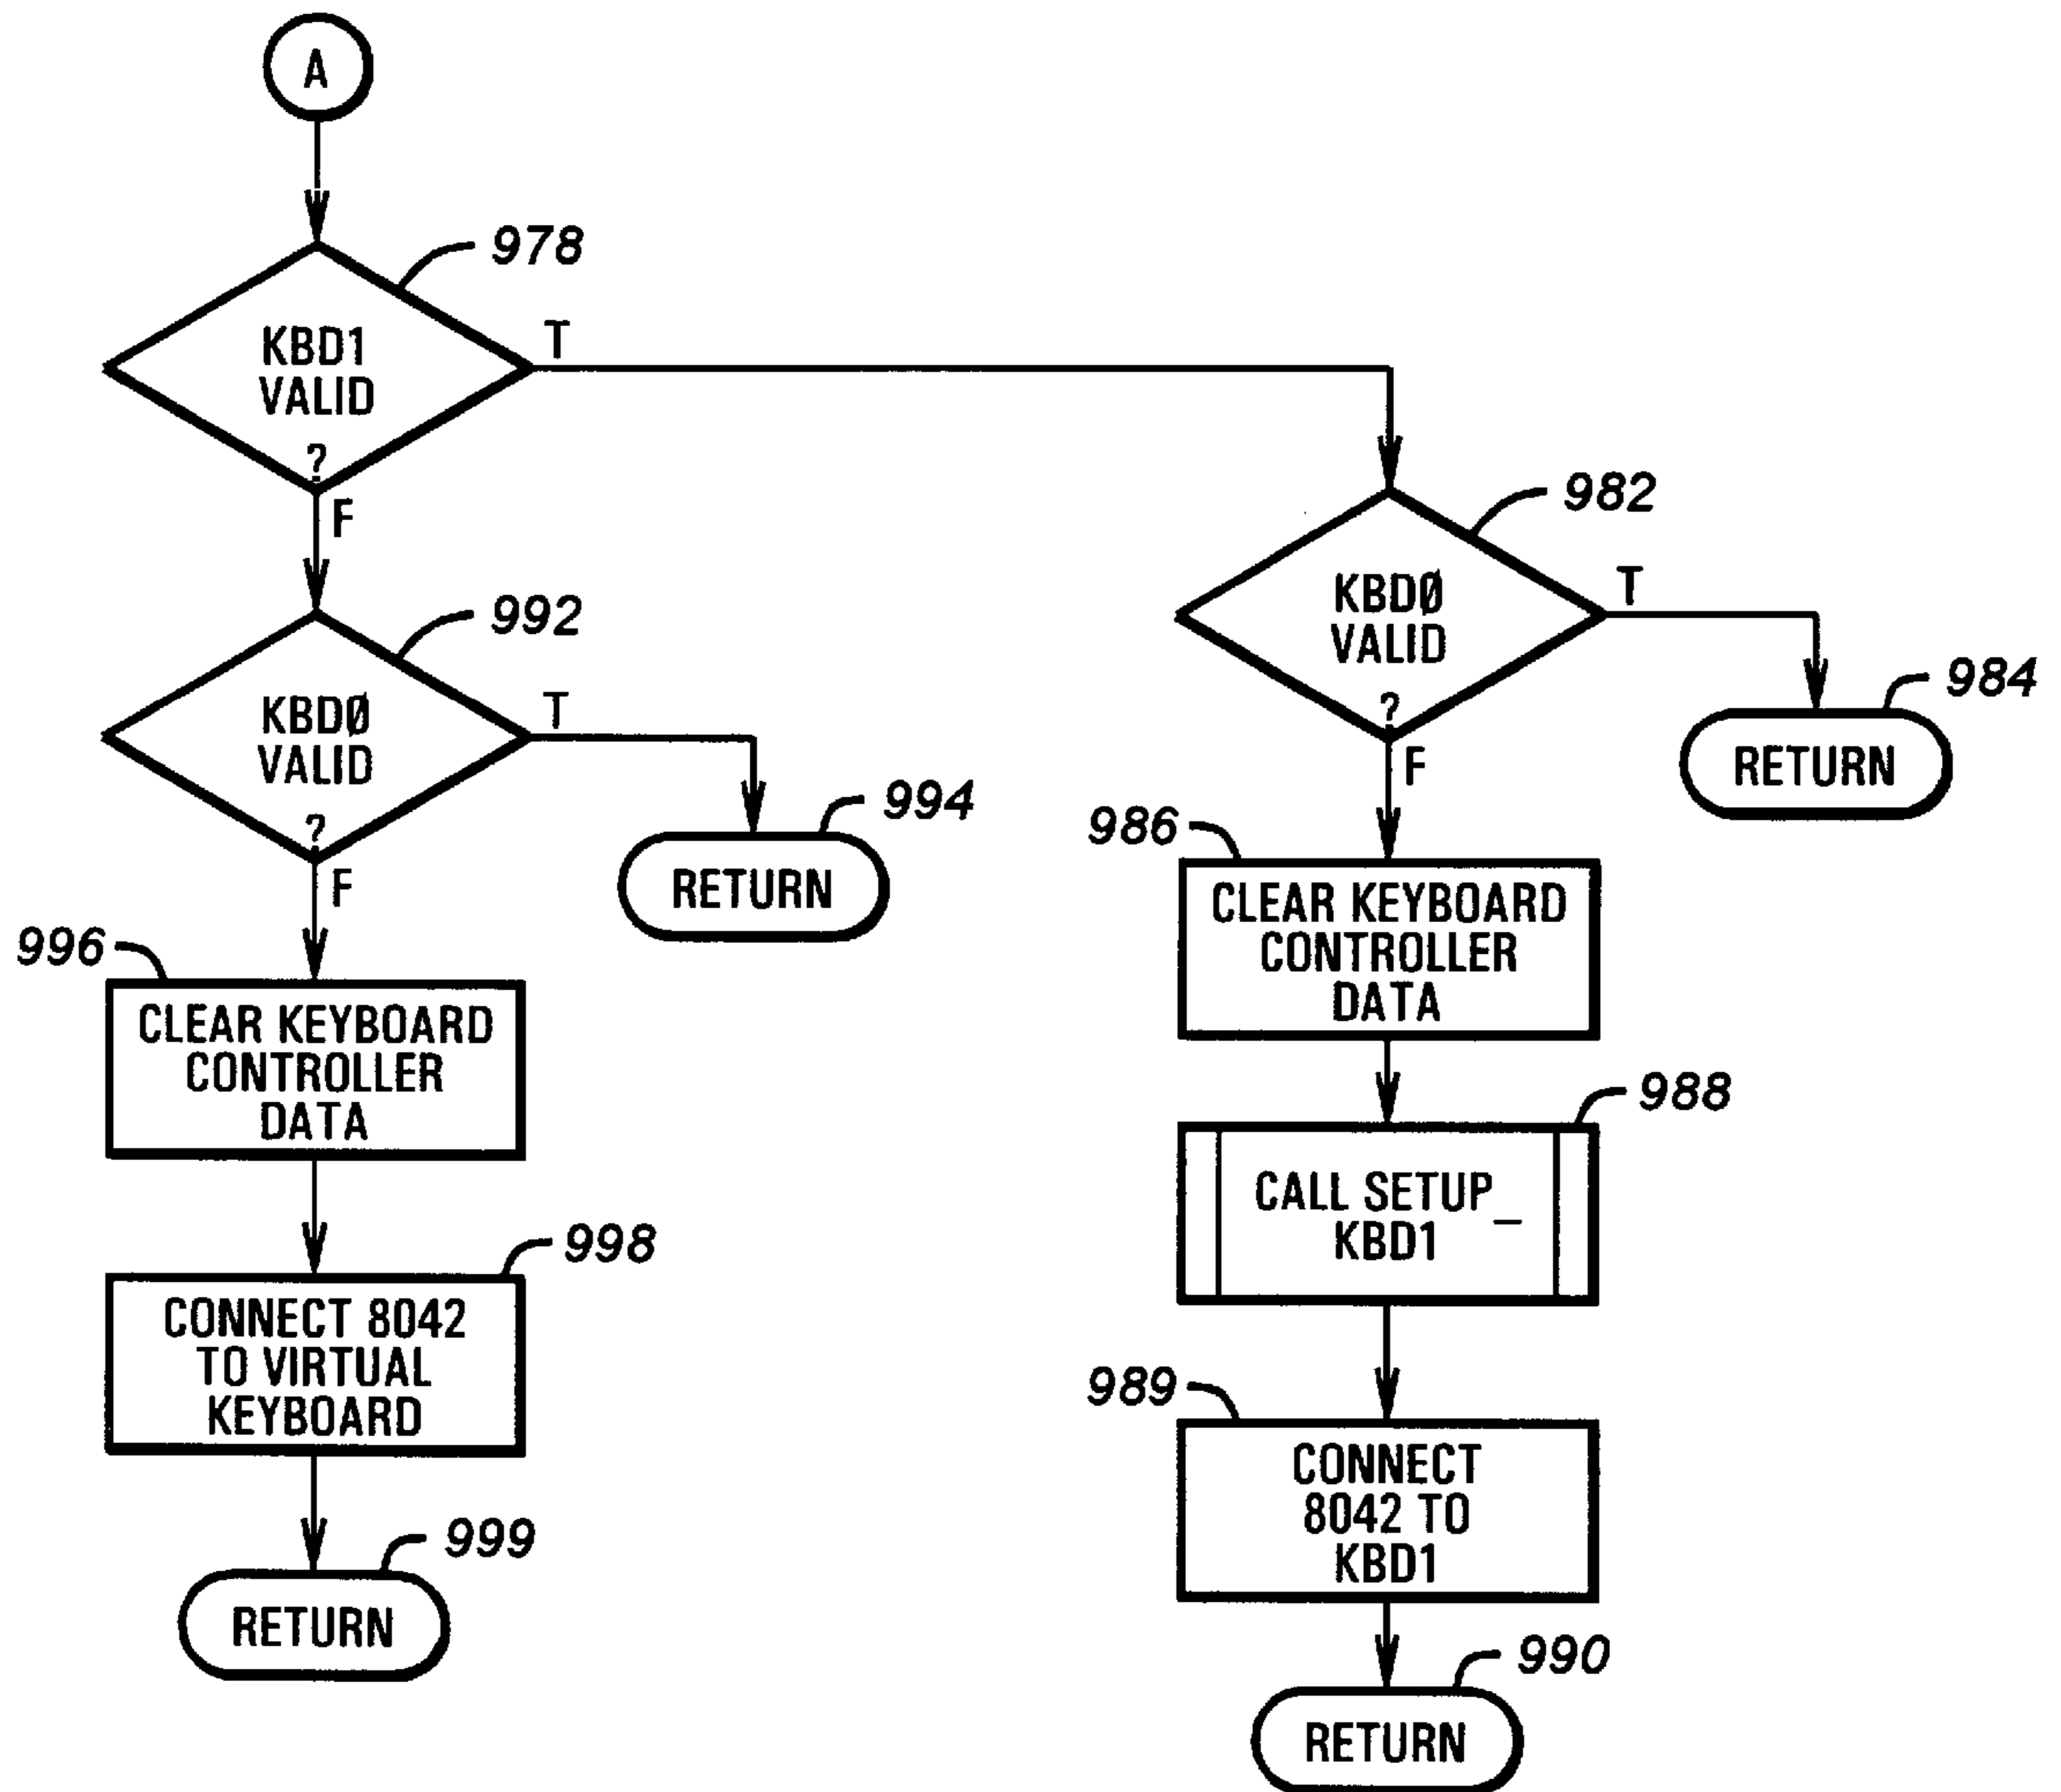 A
978
KBD1
VALID
?
T
F
982
KBDØ
VALID
?
T
F
984
RETURN
992
KBDØ
VALID
?
T
F
994
RETURN
986
CLEAR KEYBOARD
CONTROLLER
DATA
996
CLEAR KEYBOARD
CONTROLLER
DATA
988
CALL SETUP_
KBD1
998
CONNECT 8042
TO VIRTUAL
KEYBOARD
989
CONNECT
8042 TO
KBD1
999
RETURN
990
RETURN